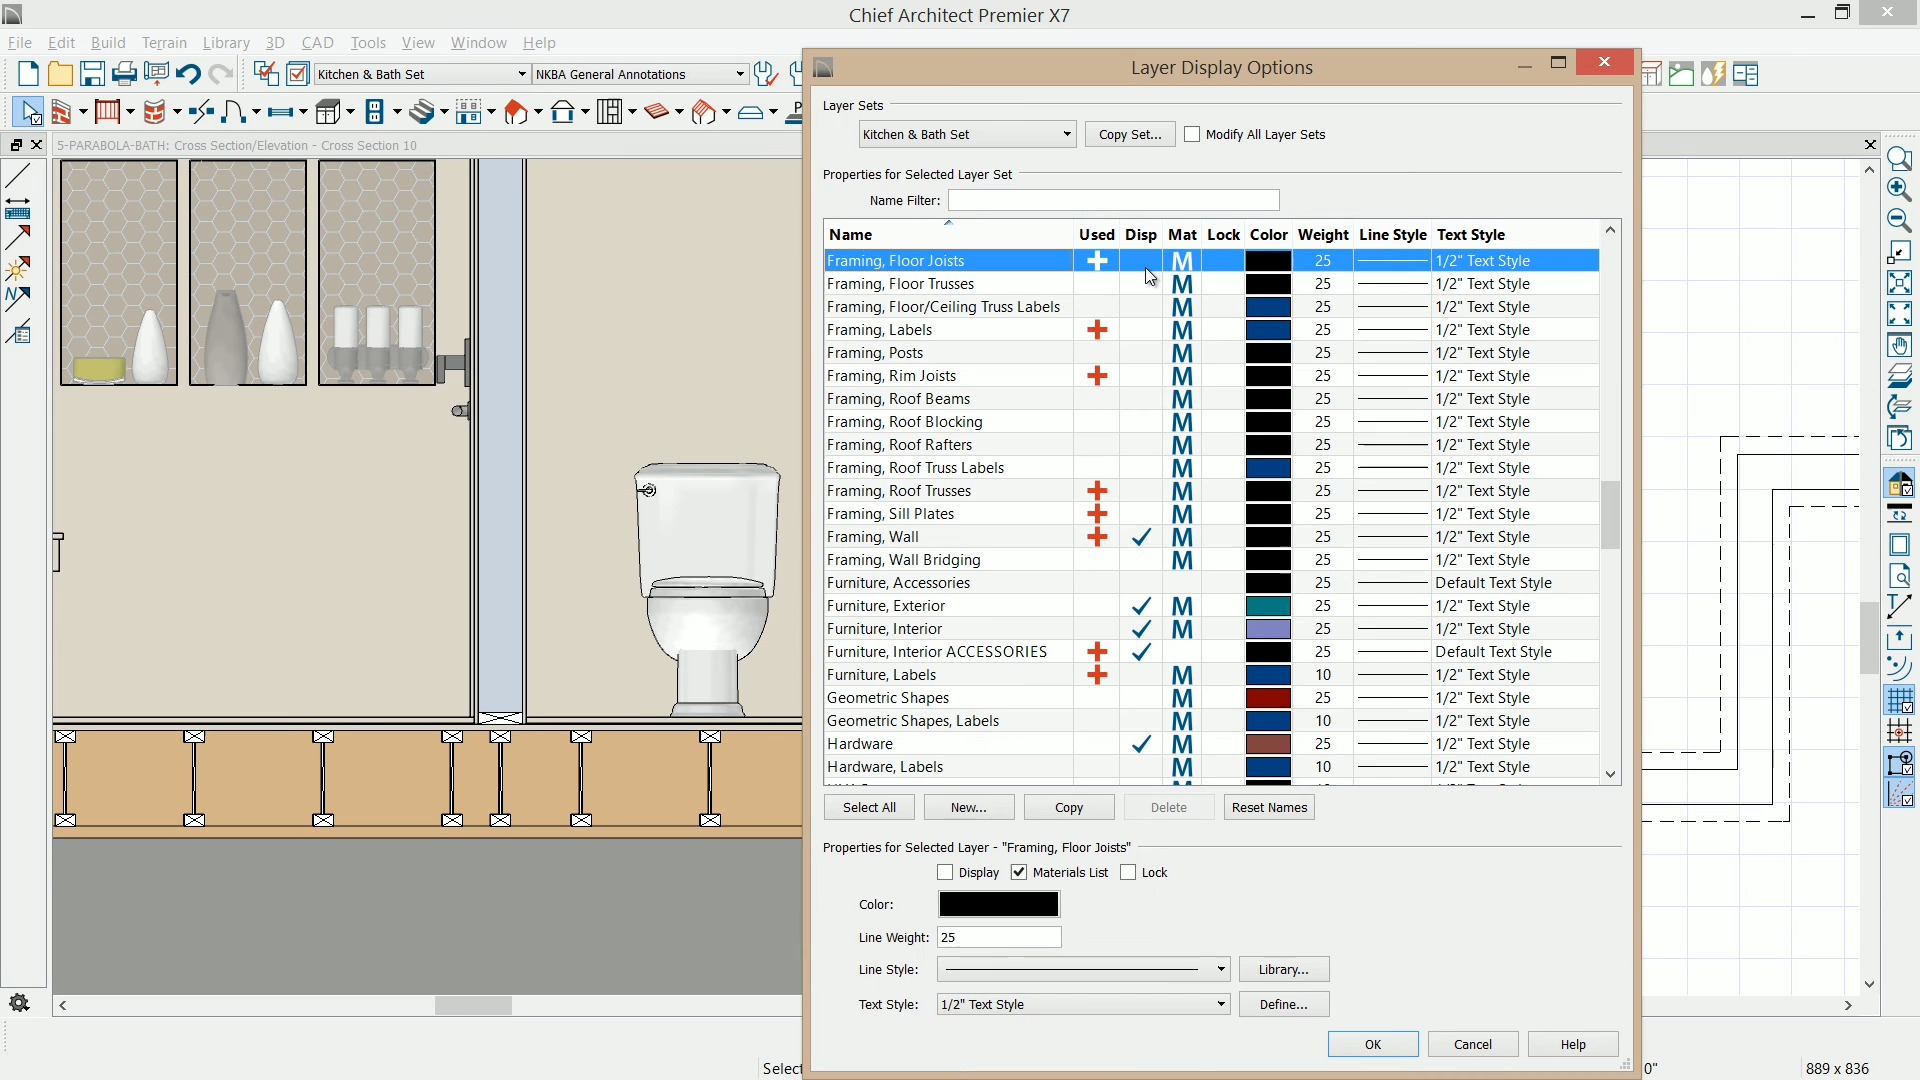 Chief Architect Premier X7
File Edit Build Terrain Library 3D CAD Tools View Window Help
Kitchen & Bath Set NKBA General Annotations
5-PARABOLA-BATH: Cross Section/Elevation - Cross Section 10
Layer Display Options
Layer Sets
Kitchen & Bath Set Copy Set... Modify All Layer Sets
Properties for Selected Layer Set
Name Filter:
Name Used Disp Mat Lock Color Weight Line Style Text Style
Framing, Floor Joists M 25 1/2" Text Style
Framing, Floor Trusses M 25 1/2" Text Style
Framing, Floor/Ceiling Truss Labels M 25 1/2" Text Style
Framing, Labels M 25 1/2" Text Style
Framing, Posts M 25 1/2" Text Style
Framing, Rim Joists M 25 1/2" Text Style
Framing, Roof Beams M 25 1/2" Text Style
Framing, Roof Blocking M 25 1/2" Text Style
Framing, Roof Rafters M 25 1/2" Text Style
Framing, Roof Truss Labels M 25 1/2" Text Style
Framing, Roof Trusses M 25 1/2" Text Style
Framing, Sill Plates M 25 1/2" Text Style
Framing, Wall M 25 1/2" Text Style
Framing, Wall Bridging M 25 1/2" Text Style
Furniture, Accessories 25 Default Text Style
Furniture, Exterior M 25 1/2" Text Style
Furniture, Interior M 25 1/2" Text Style
Furniture, Interior ACCESSORIES 25 Default Text Style
Furniture, Labels M 10 1/2" Text Style
Geometric Shapes M 25 1/2" Text Style
Geometric Shapes, Labels M 10 1/2" Text Style
Hardware M 25 1/2" Text Style
Hardware, Labels M 10 1/2" Text Style
Select All New... Copy Delete Reset Names
Properties for Selected Layer - "Framing, Floor Joists"
Display Materials List Lock
Color:
Line Weight: 25
Line Style: Library...
Text Style: 1/2" Text Style Define...
OK Cancel Help
Select 0" 889 x 836